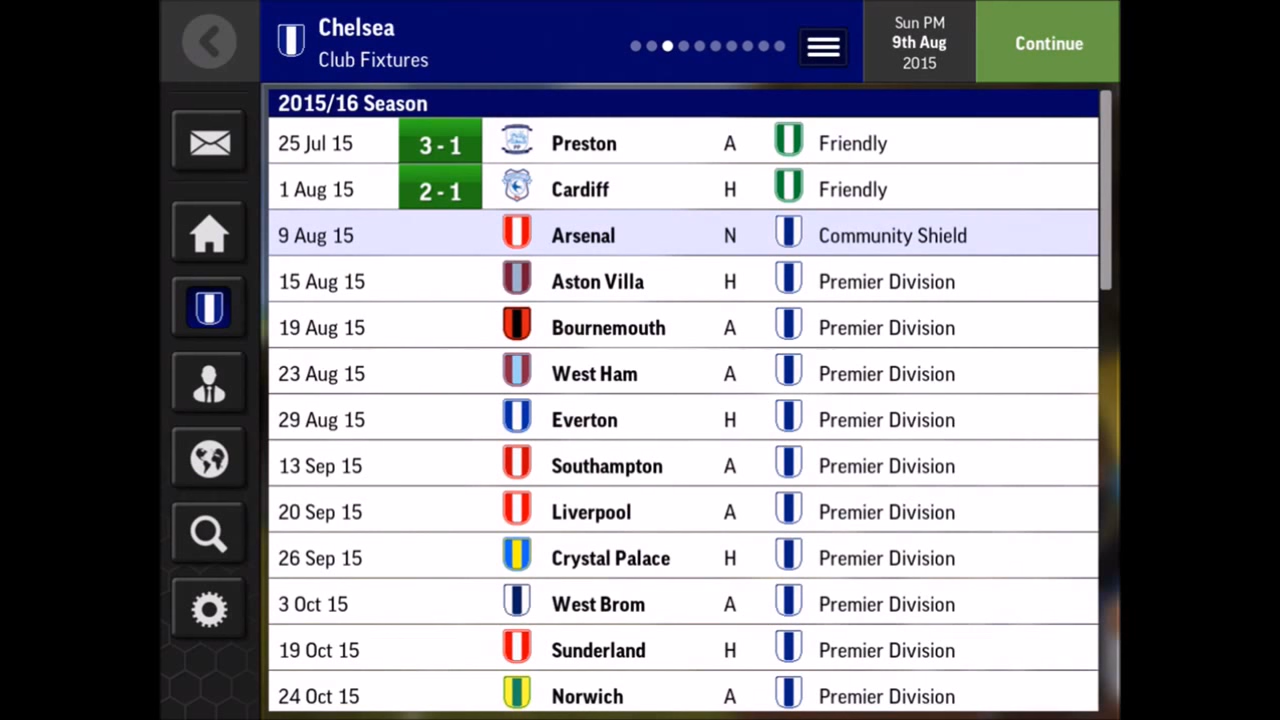 Chelsea
Club Fixtures
Sun PM
9th Aug
2015
Continue
2015/16 Season
25 Jul 15 3 - 1 Preston A Friendly
1 Aug 15 2 - 1 Cardiff H Friendly
9 Aug 15 Arsenal N Community Shield
15 Aug 15 Aston Villa H Premier Division
19 Aug 15 Bournemouth A Premier Division
23 Aug 15 West Ham A Premier Division
29 Aug 15 Everton H Premier Division
13 Sep 15 Southampton A Premier Division
20 Sep 15 Liverpool A Premier Division
26 Sep 15 Crystal Palace H Premier Division
3 Oct 15 West Brom A Premier Division
19 Oct 15 Sunderland H Premier Division
24 Oct 15 Norwich A Premier Division